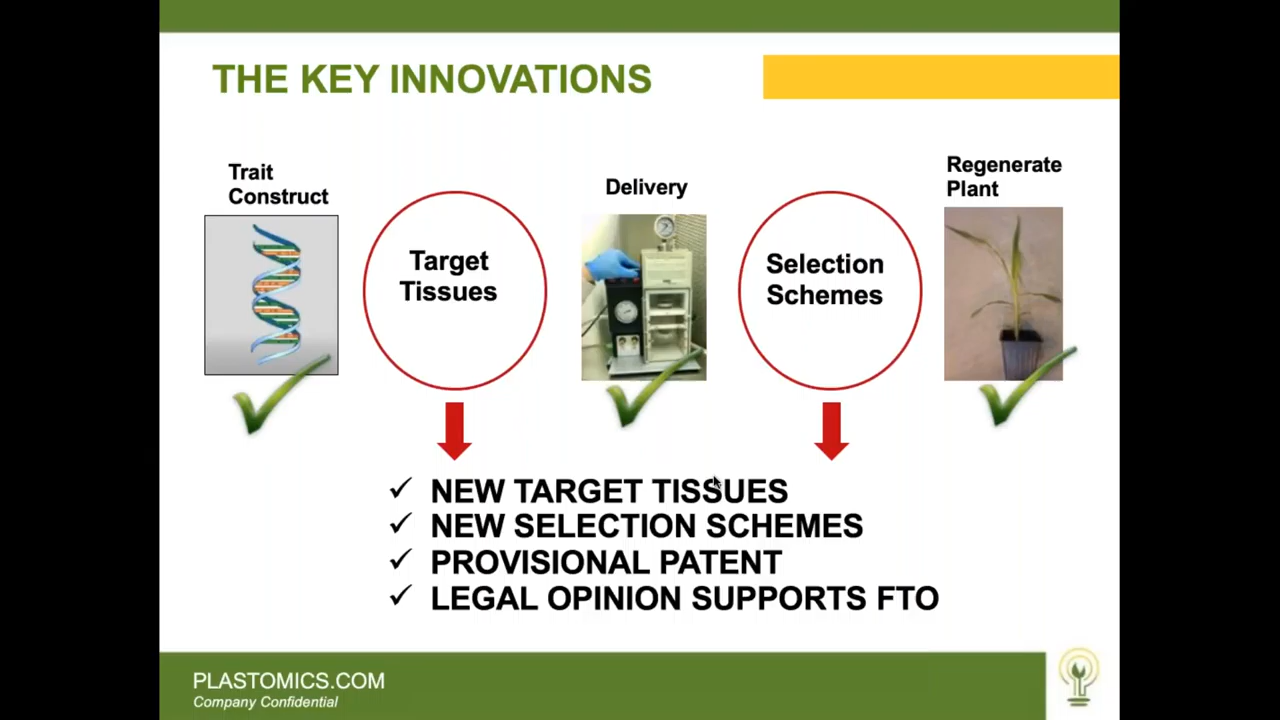 THE KEY INNOVATIONS
Trait
Construct
Target
Tissues
Delivery
Selection
Schemes
Regenerate
Plant
✓ NEW TARGET TISSUES
✓ NEW SELECTION SCHEMES
✓ PROVISIONAL PATENT
✓ LEGAL OPINION SUPPORTS FTO
PLASTOMICS.COM
Company Confidential